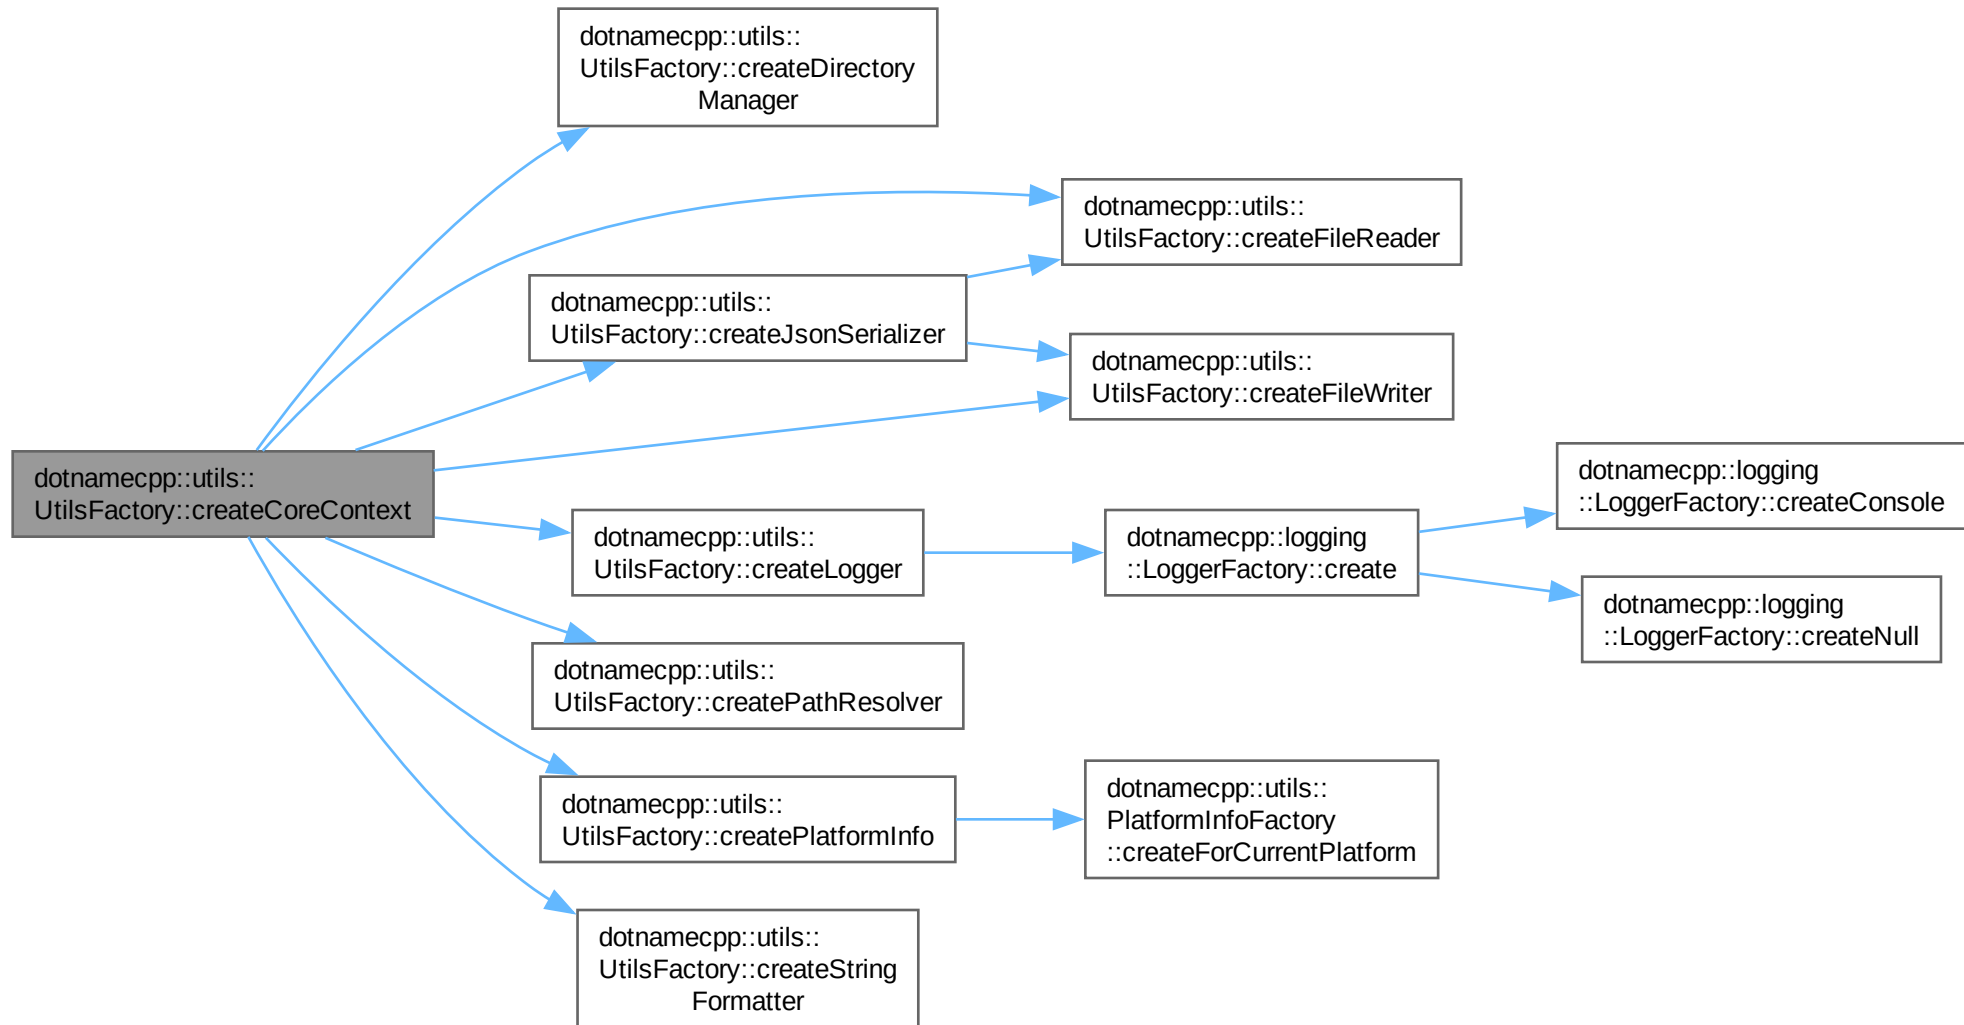 dotnamecpp::utils::
UtilsFactory::createDirectory
Manager
dotnamecpp::utils::
UtilsFactory::createFileReader
dotnamecpp::utils::
UtilsFactory::createJsonSerializer
dotnamecpp::utils::
UtilsFactory::createFileWriter
dotnamecpp::utils::
UtilsFactory::createCoreContext
dotnamecpp::logging
::LoggerFactory::createConsole
dotnamecpp::utils::
UtilsFactory::createLogger
dotnamecpp::logging
::LoggerFactory::create
dotnamecpp::logging
::LoggerFactory::createNull
dotnamecpp::utils::
UtilsFactory::createPathResolver
dotnamecpp::utils::
UtilsFactory::createPlatformInfo
dotnamecpp::utils::
PlatformInfoFactory
::createForCurrentPlatform
dotnamecpp::utils::
UtilsFactory::createString
Formatter